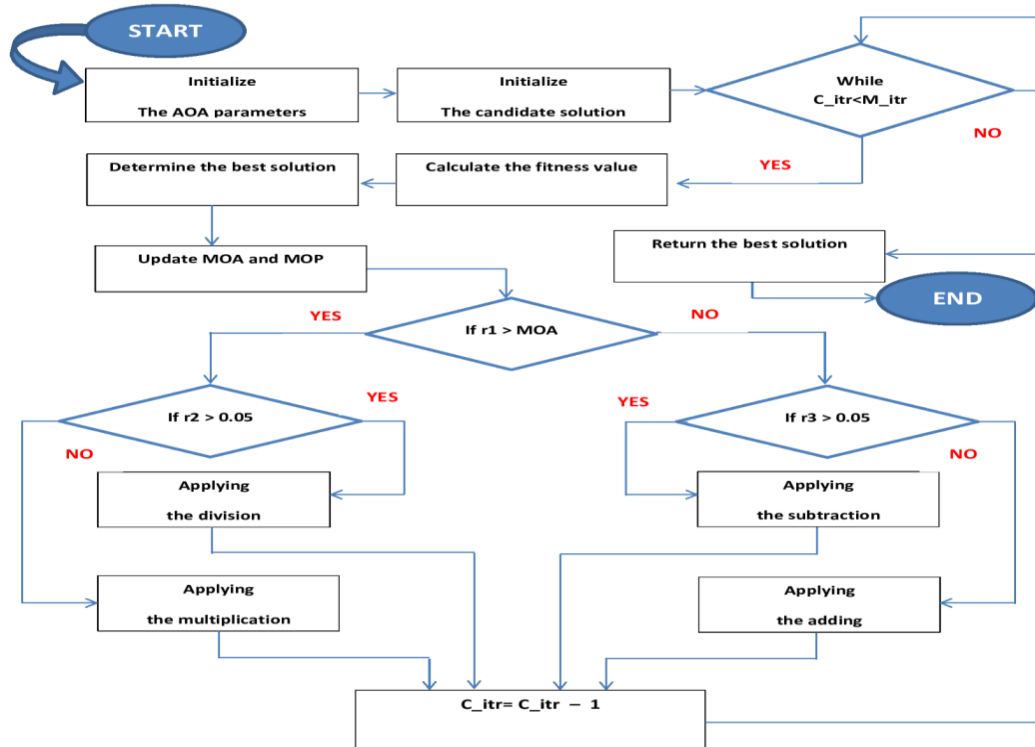 START
Initialize
The AOA parameters
Initialize
The candidate solution
While
C_itr<M_itr
NO
YES
Calculate the fitness value
Determine the best solution
Update MOA and MOP
Return the best solution
END
If r1 > MOA
YES
NO
If r2 > 0.05
YES
NO
If r3 > 0.05
YES
NO
Applying
the division
Applying
the subtraction
Applying
the multiplication
Applying
the adding
C_itr= C_itr − 1